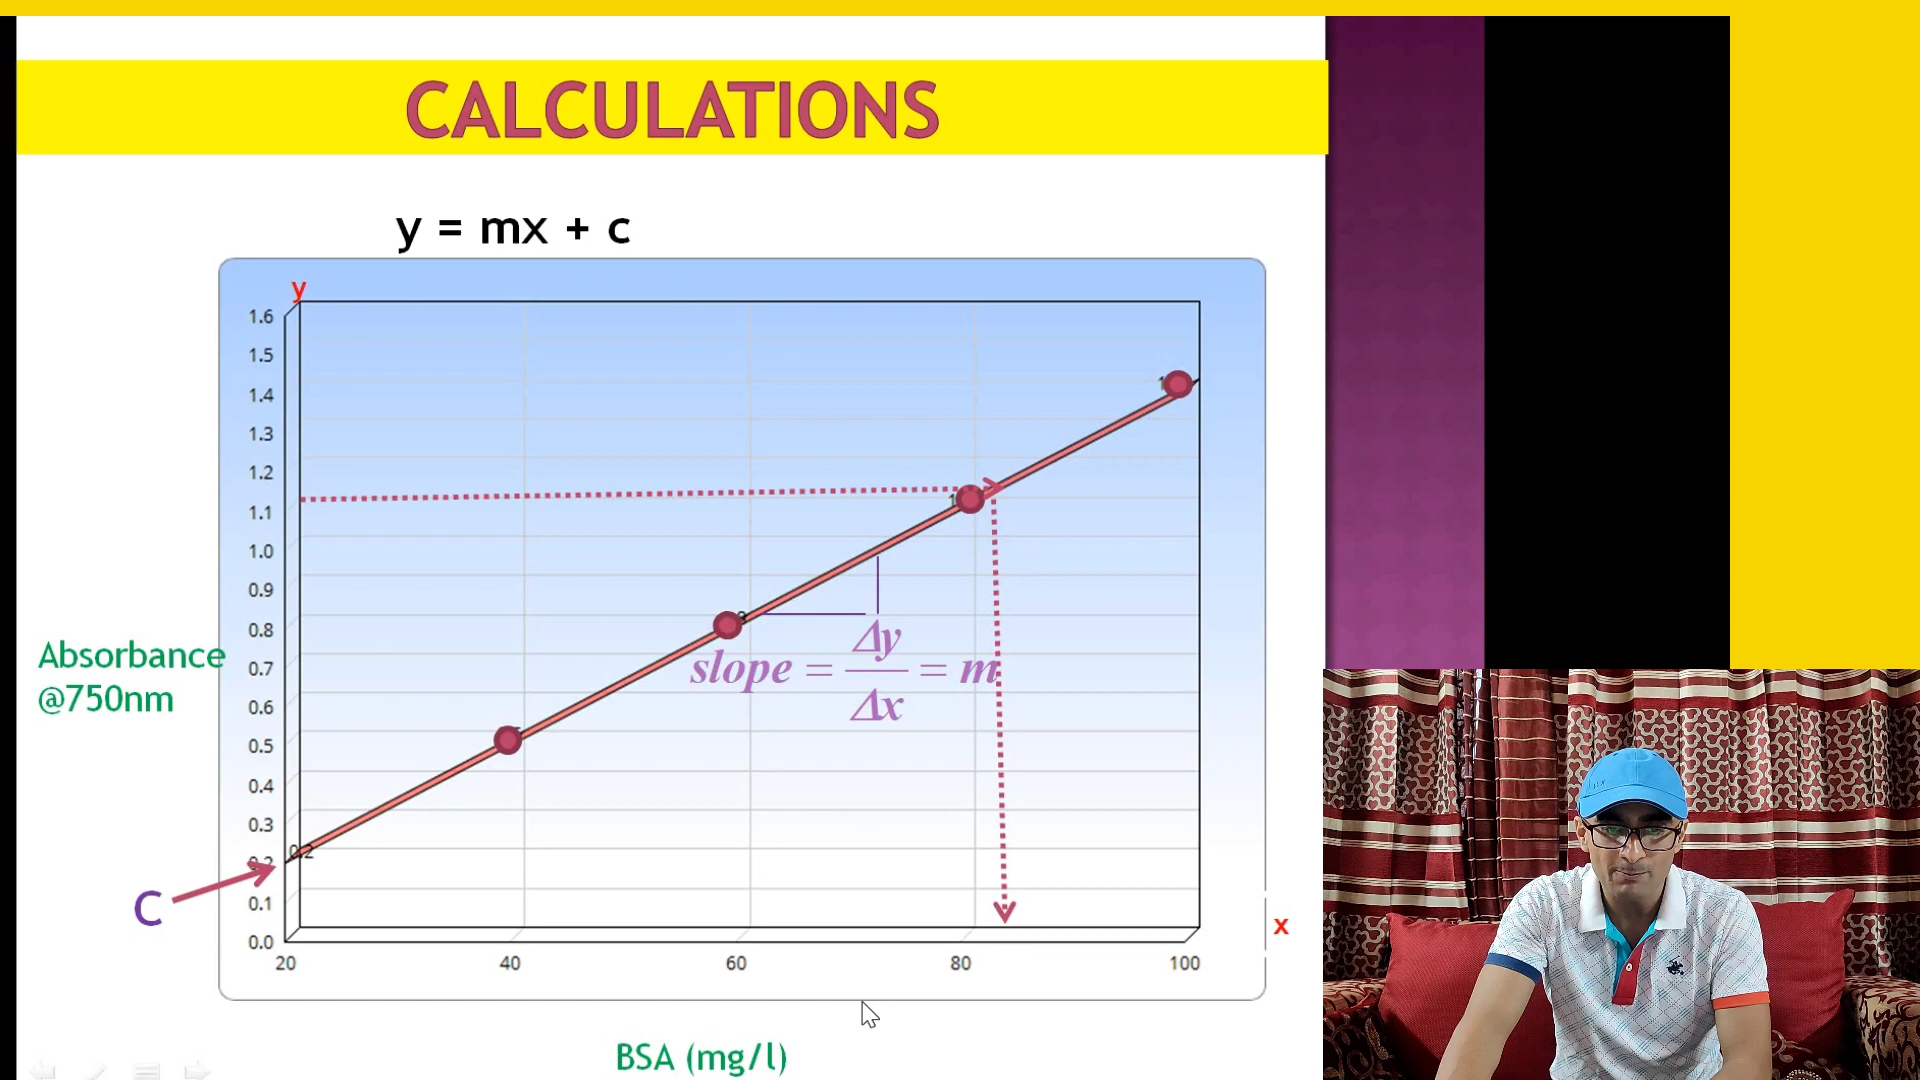 CALCULATIONS
y = mx + c
y
1.6
1.5
1.4
1.3
1.2
1.1
1.0
0.9
0.8
0.7
0.6
0.5
0.4
0.3
0.2
0.1
0.0
0.2
slope = Δy/Δx = m
Absorbance
@750nm
C
x
20 40 60 80 100
BSA (mg/l)